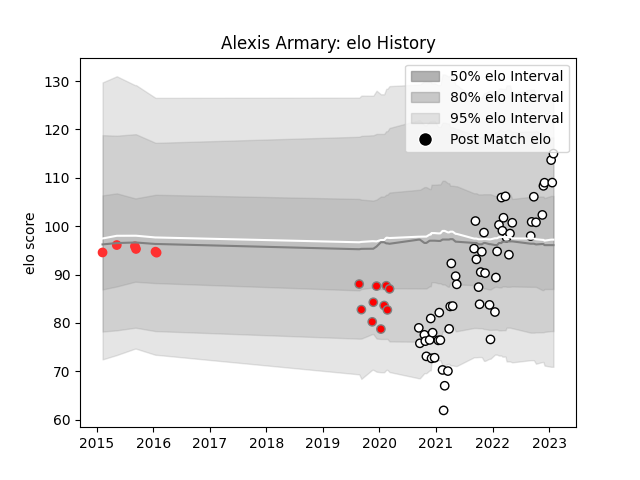 Alexis Armary: elo History
50% elo Interval
80% elo Interval
95% elo Interval
Post Match elo
elo score
130
120
110
100
90
80
70
60
2015 2016 2017 2018 2019 2020 2021 2022 2023